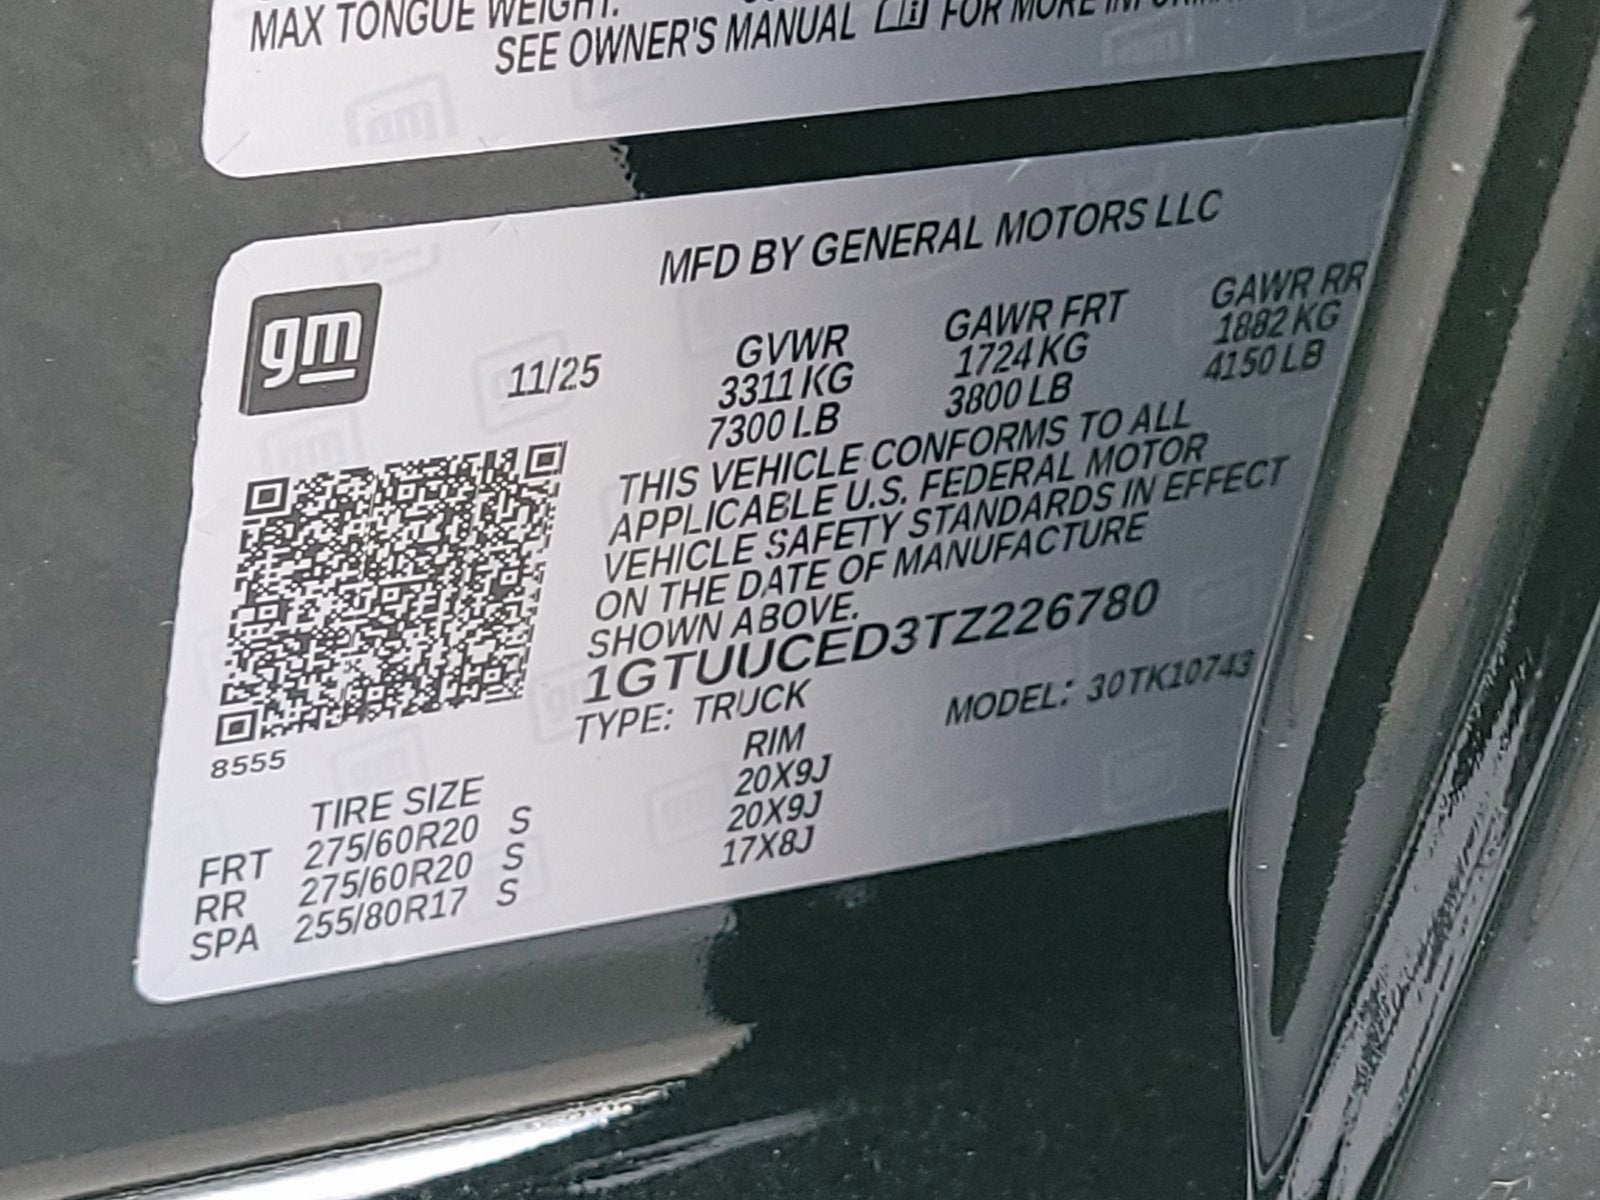 MAX TONGUE WEIGHT:
SEE OWNER'S MANUAL FOR MORE
MFD BY GENERAL MOTORS LLC
gm
11/25
GVWR GAWR FRT GAWR RR
3311 KG 1724 KG 1882 KG
7300 LB 3800 LB 4150 LB
THIS VEHICLE CONFORMS TO ALL
APPLICABLE U.S. FEDERAL MOTOR
VEHICLE SAFETY STANDARDS IN EFFECT
ON THE DATE OF MANUFACTURE
SHOWN ABOVE.
1GTUUCED3TZ226780
TYPE: TRUCK MODEL: 30TK10743
8555
TIRE SIZE RIM
FRT 275/60R20 S 20X9J
RR 275/60R20 S 20X9J
SPA 255/80R17 S 17X8J